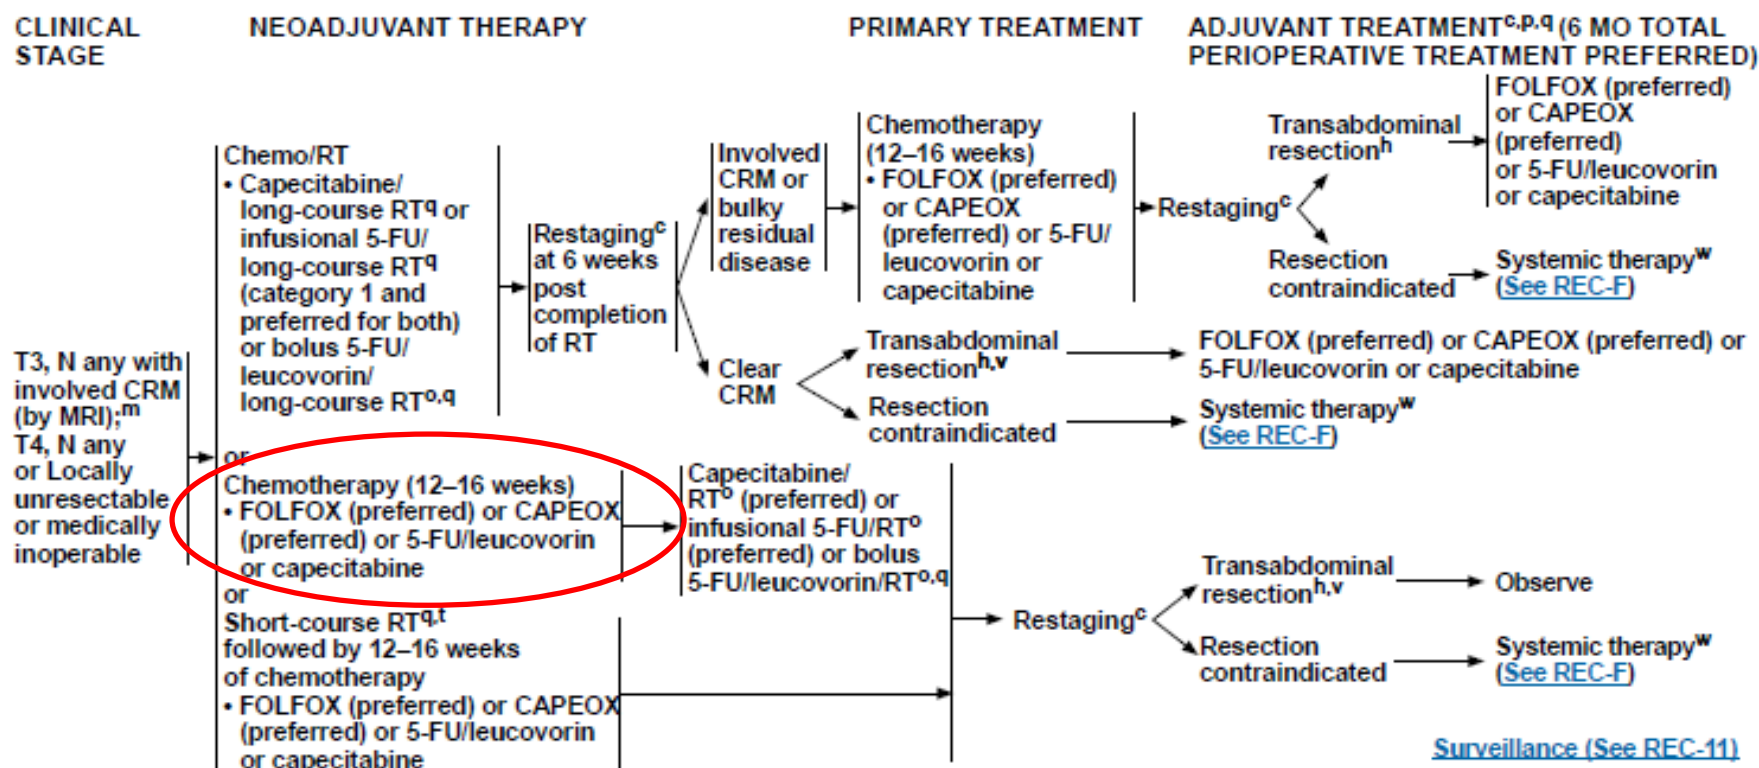 CLINICAL
STAGE
NEOADJUVANT THERAPY
PRIMARY TREATMENT
ADJUVANT TREATMENTc,p,q (6 MO TOTAL
PERIOPERATIVE TREATMENT PREFERRED)
T3, N any with
involved CRM
(by MRI);m
T4, N any
or Locally
unresectable
or medically
inoperable
Chemo/RT
• Capecitabine/
long-course RTq or
infusional 5-FU/
long-course RTq
(category 1 and
preferred for both)
or bolus 5-FU/
leucovorin/
long-course RTo,q
Restagingc
at 6 weeks
post
completion
of RT
Involved
CRM or
bulky
residual
disease
Chemotherapy
(12–16 weeks)
• FOLFOX (preferred)
or CAPEOX
(preferred) or 5-FU/
leucovorin or
capecitabine
Restagingc
Transabdominal
resectionh
FOLFOX (preferred)
or CAPEOX
(preferred)
or 5-FU/leucovorin
or capecitabine
Resection
contraindicated
Systemic therapyw
(See REC-F)
Clear
CRM
Transabdominal
resectionh,v
FOLFOX (preferred) or CAPEOX (preferred) or
5-FU/leucovorin or capecitabine
Resection
contraindicated
Systemic therapyw
(See REC-F)
or
Chemotherapy (12–16 weeks)
• FOLFOX (preferred) or CAPEOX
(preferred) or 5-FU/leucovorin
or capecitabine
Capecitabine/
RTo (preferred) or
infusional 5-FU/RTo
(preferred) or bolus
5-FU/leucovorin/RTo,q
or
Short-course RTq,t
followed by 12–16 weeks
of chemotherapy
• FOLFOX (preferred) or CAPEOX
(preferred) or 5-FU/leucovorin
or capecitabine
Restagingc
Transabdominal
resectionh,v
Observe
Resection
contraindicated
Systemic therapyw
(See REC-F)
Surveillance (See REC-11)